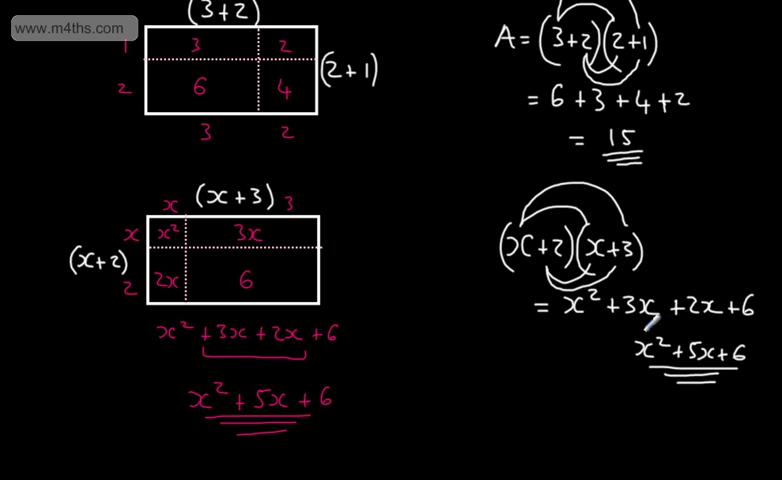 www.m4ths.com
(3+2)
1 3 2
2 6 4
(2+1)
3 2
A=(3+2)(2+1)
= 6+3+4+2
= 15
x (x+3) 3
x x² 3x
(x+2)
2 2x 6
x² +3x+2x+6
x² + 5x + 6
(x+2)(x+3)
= x²+3x+2x+6
x²+5x+6